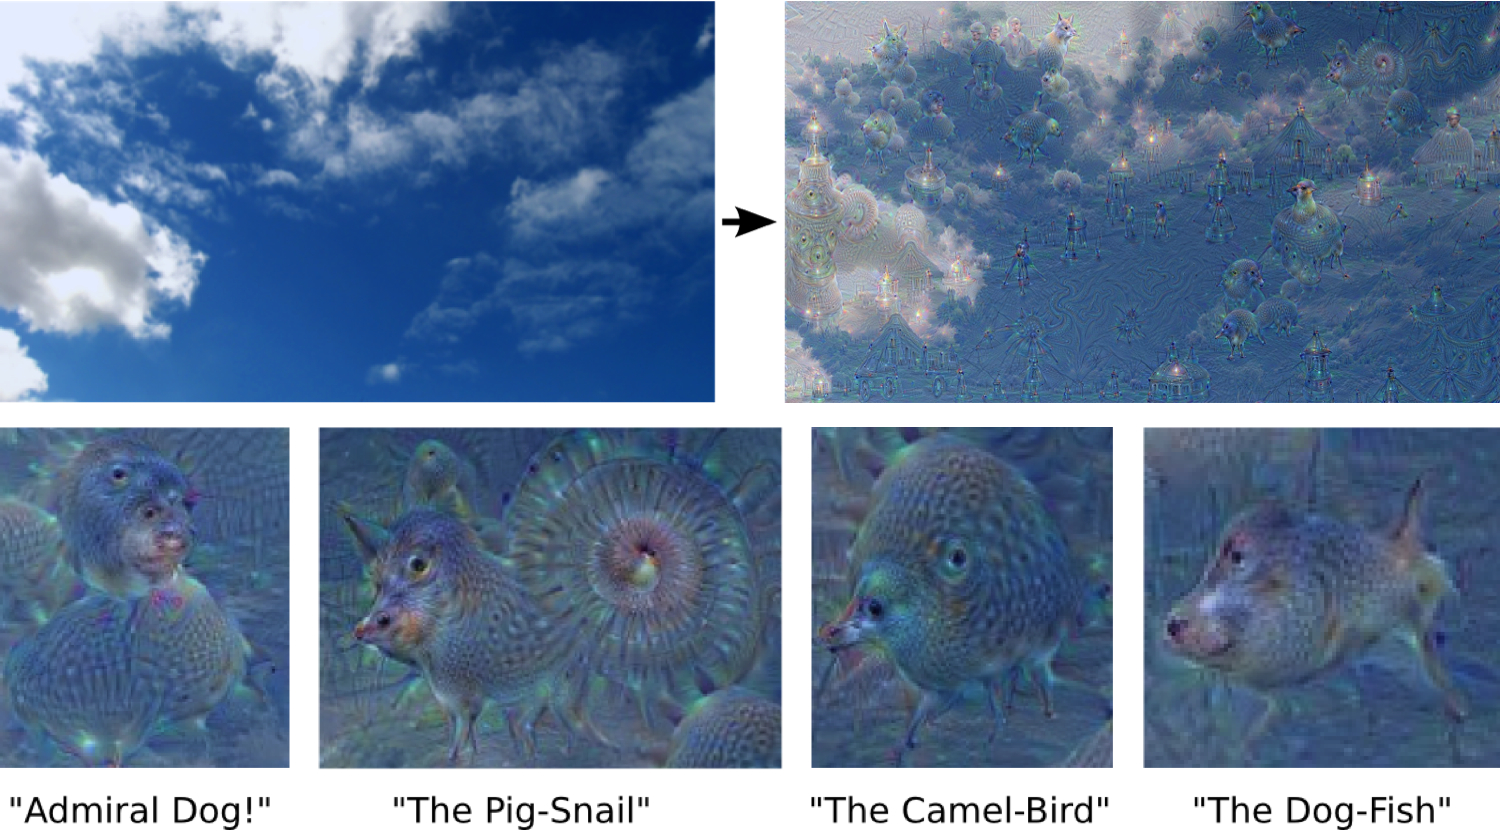 "Admiral Dog!"
"The Pig-Snail"
"The Camel-Bird"
"The Dog-Fish"